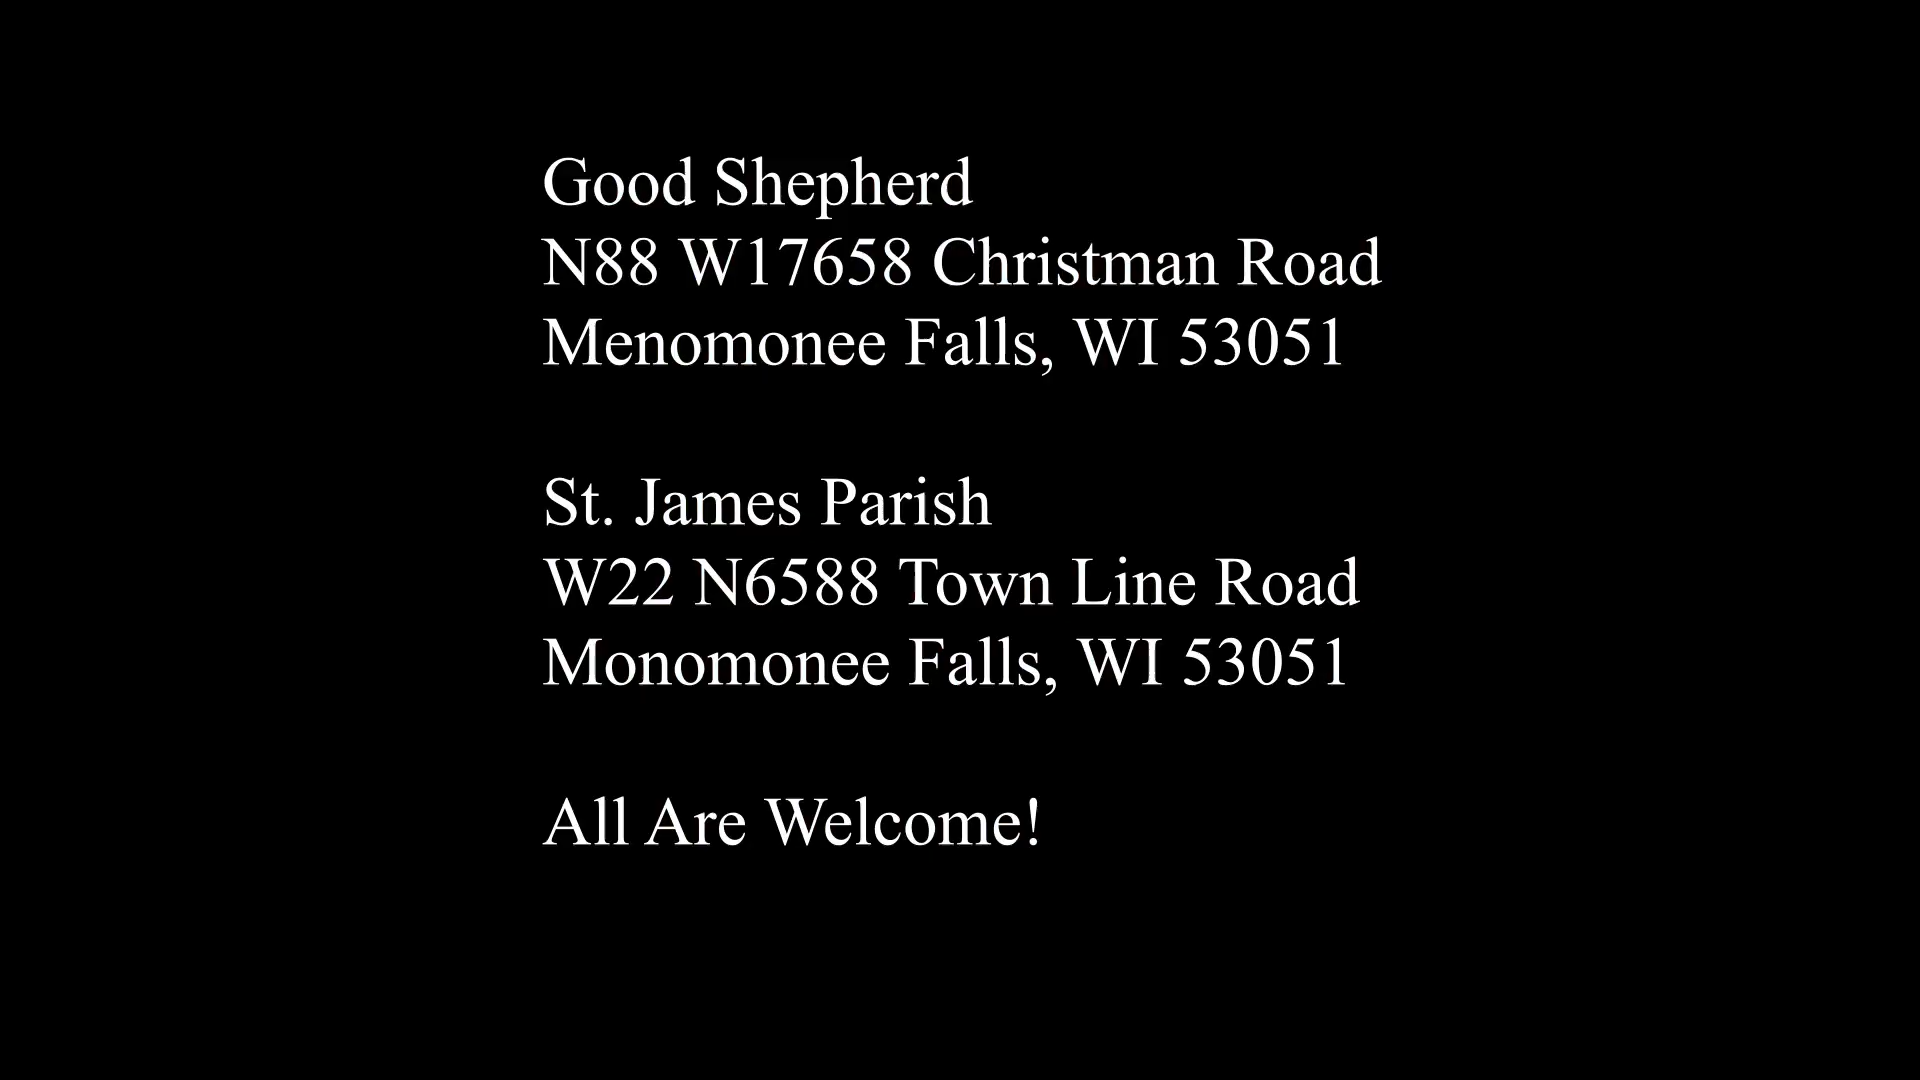 Good Shepherd
N88 W17658 Christman Road
Menomonee Falls, WI 53051
St. James Parish
W22 N6588 Town Line Road
Monomonee Falls, WI 53051
All Are Welcome!